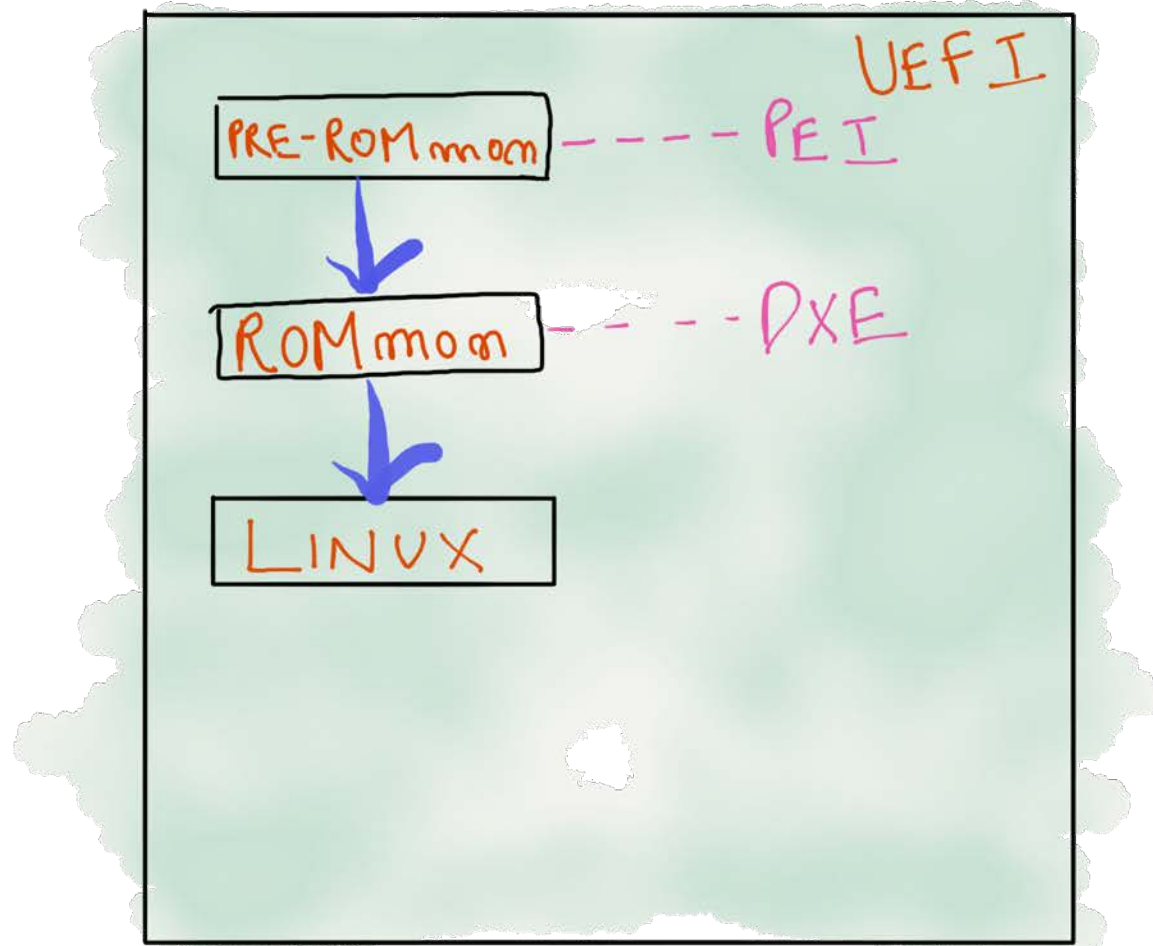 UEFI
PRE-ROMmon ---- PEI
ROMmon ---- DXE
LINUX